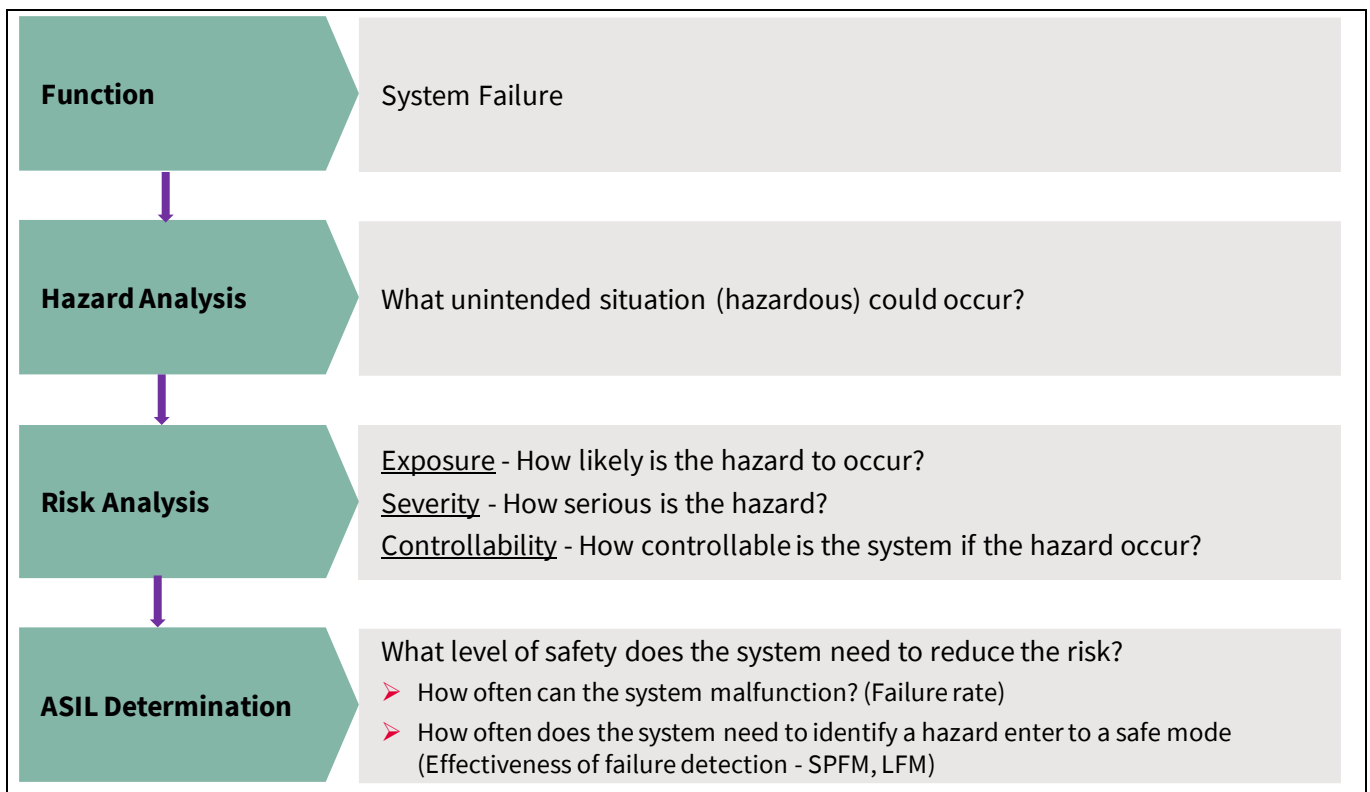 Function
System Failure
Hazard Analysis
What unintended situation (hazardous) could occur?
Risk Analysis
Exposure - How likely is the hazard to occur?
Severity - How serious is the hazard?
Controllability - How controllable is the system if the hazard occur?
ASIL Determination
What level of safety does the system need to reduce the risk?
➢ How often can the system malfunction? (Failure rate)
➢ How often does the system need to identify a hazard enter to a safe mode
(Effectiveness of failure detection - SPFM, LFM)